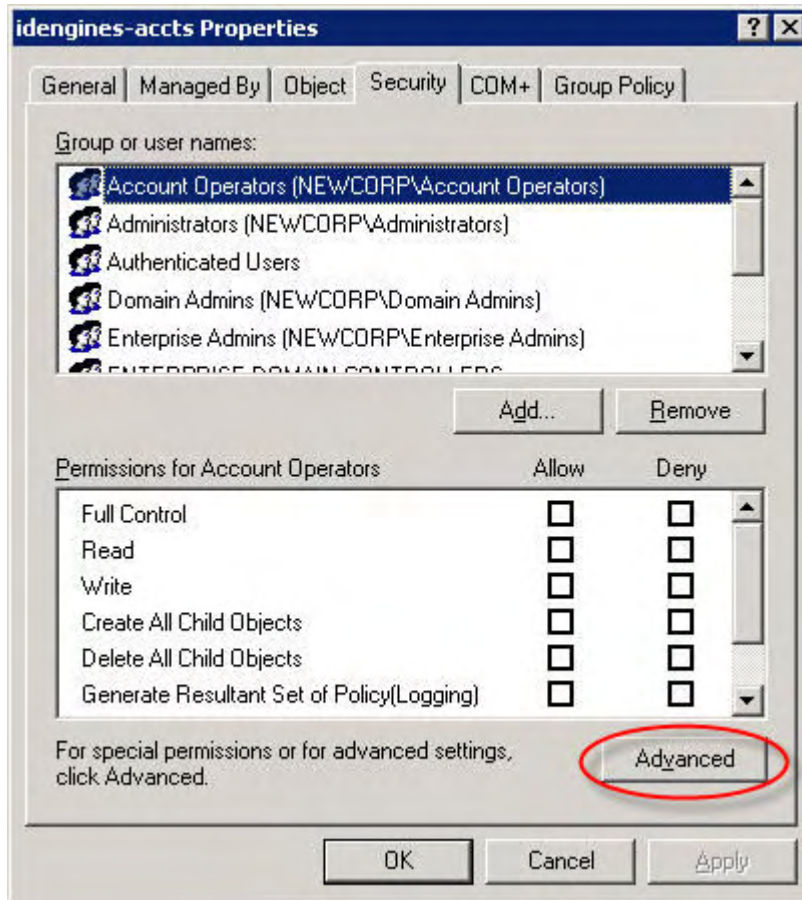 idengines-accts Properties
General Managed By Object Security COM+ Group Policy
Group or user names:
Account Operators (NEWCORP\Account Operators)
Administrators (NEWCORP\Administrators)
Authenticated Users
Domain Admins (NEWCORP\Domain Admins)
Enterprise Admins (NEWCORP\Enterprise Admins)
ENTERPRISE DOMAIN CONTROLLERS
Add... Remove
Permissions for Account Operators Allow Deny
Full Control
Read
Write
Create All Child Objects
Delete All Child Objects
Generate Resultant Set of Policy(Logging)
For special permissions or for advanced settings,
click Advanced.
Advanced
OK Cancel Apply